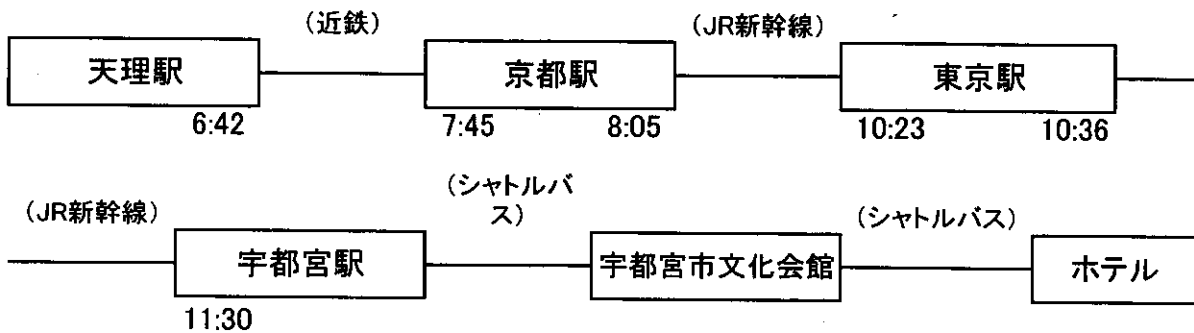 (近鉄)
(JR新幹線)
天理駅
京都駅
東京駅
6:42
7:45
8:05
10:23
10:36
(JR新幹線)
(シャトルバ
ス)
(シャトルバス)
宇都宮駅
宇都宮市文化会館
ホテル
11:30